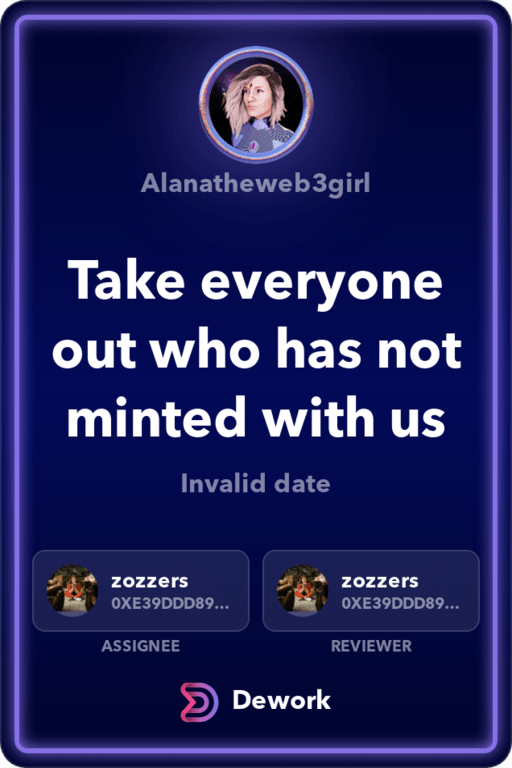 Alanatheweb3girl
Take everyone
out who has not
minted with us
Invalid date
zozzers
0XE39DDD89...
zozzers
0XE39DDD89...
ASSIGNEE
REVIEWER
Dework